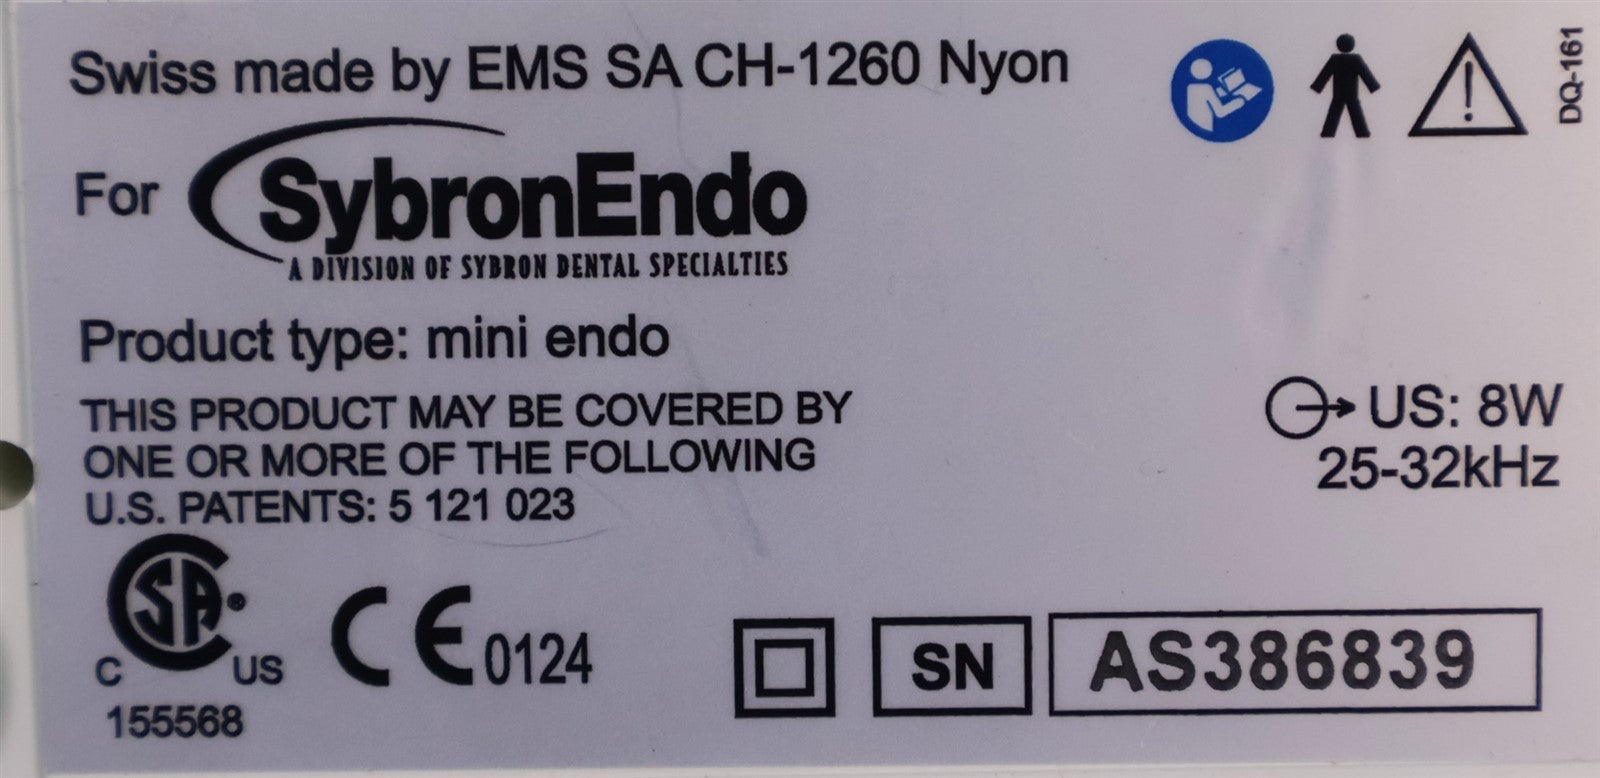 Swiss made by EMS SA CH-1260 Nyon
DQ-161
For SybronEndo
A DIVISION OF SYBRON DENTAL SPECIALTIES
Product type: mini endo
THIS PRODUCT MAY BE COVERED BY
ONE OR MORE OF THE FOLLOWING
U.S. PATENTS: 5 121 023
US: 8W
25-32kHz
CSA
C US
155568
CE 0124
SN AS386839